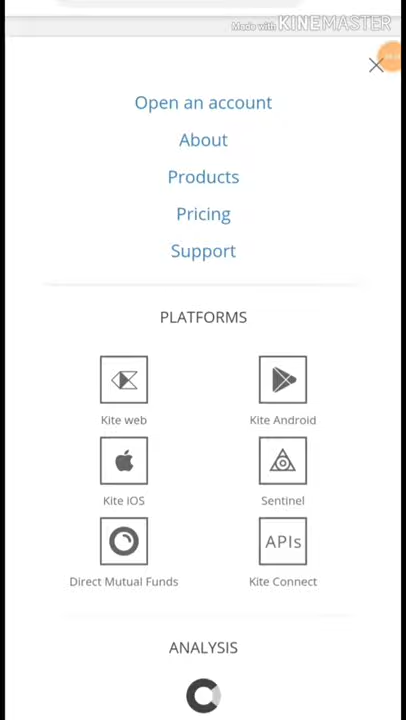 Made with KINEMASTER
Open an account
About
Products
Pricing
Support
PLATFORMS
Kite web
Kite Android
Kite IOS
Sentinel
APIs
Direct Mutual Funds
Kite Connect
ANALYSIS